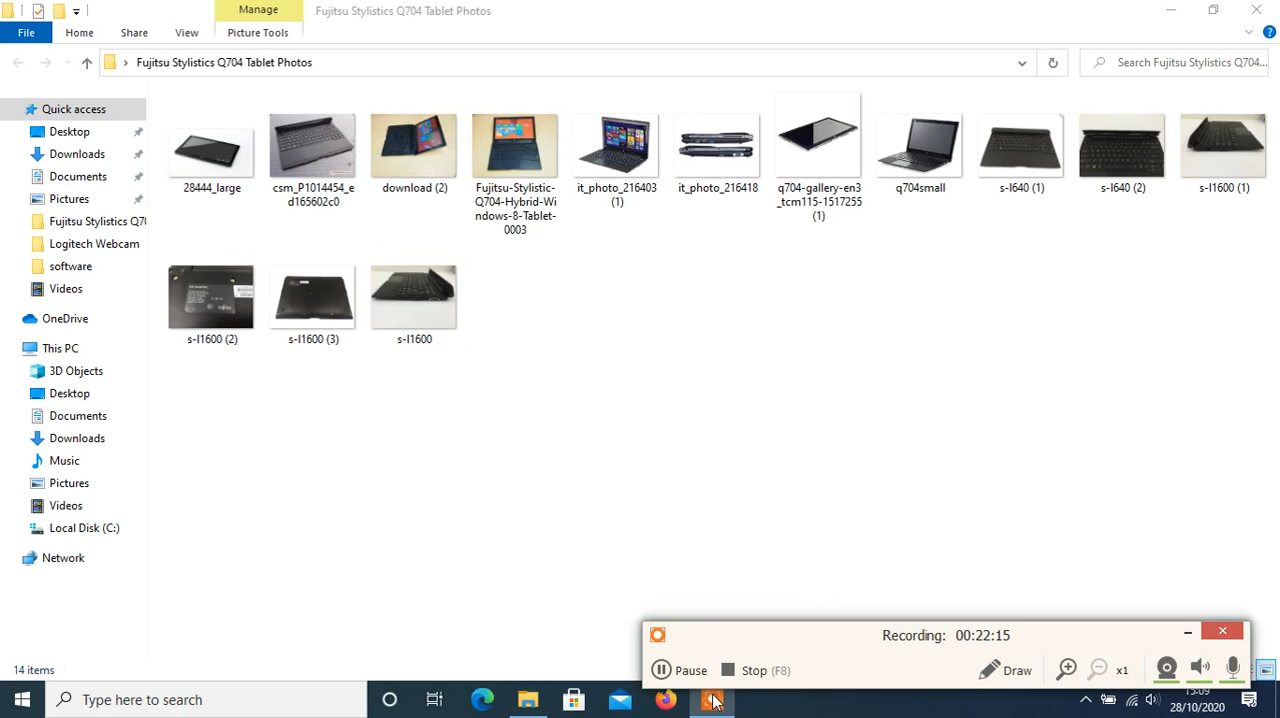 Manage
Fujitsu Stylistics Q704 Tablet Photos
File
Home
Share
View
Picture Tools
Fujitsu Stylistics Q704 Tablet Photos
Search Fujitsu Stylistics Q704...
Quick access
Desktop
Downloads
Documents
Pictures
Fujitsu Stylistics Q70
Logitech Webcam
software
Videos
OneDrive
This PC
3D Objects
Desktop
Documents
Downloads
Music
Pictures
Videos
Local Disk (C:)
Network
28444_large
csm_P1014454_e
d165602c0
download (2)
Fujitsu-Stylistic-
Q704-Hybrid-Wi
ndows-8-Tablet-
0003
it_photo_216403
(1)
it_photo_216418
q704-gallery-en3
_tcm115-1517255
(1)
q704small
s-l640 (1)
s-l640 (2)
s-l1600 (1)
s-l1600 (2)
s-l1600 (3)
s-l1600
14 items
Recording: 00:22:15
Pause
Stop (F8)
Draw
x1
Type here to search
15:09
28/10/2020